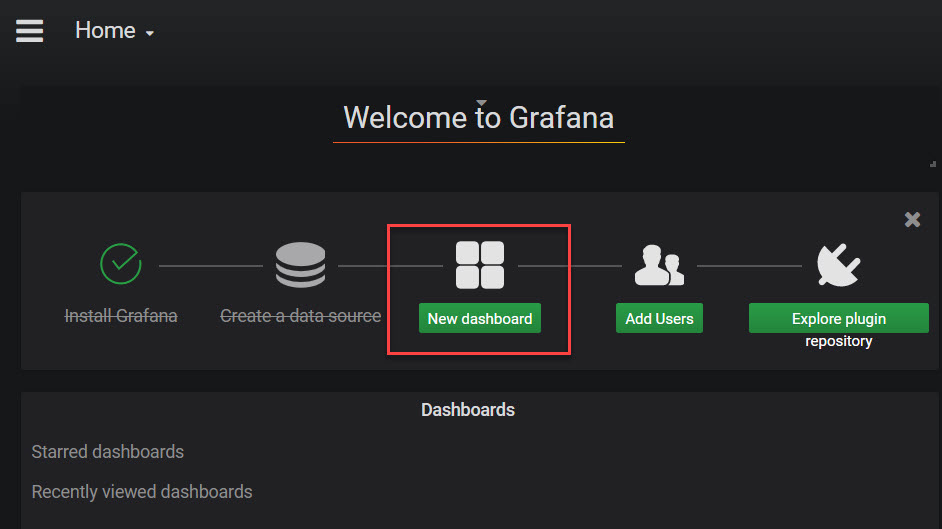 Home
Welcome to Grafana
Install Grafana
Create a data source
New dashboard
Add Users
Explore plugin
repository
Dashboards
Starred dashboards
Recently viewed dashboards